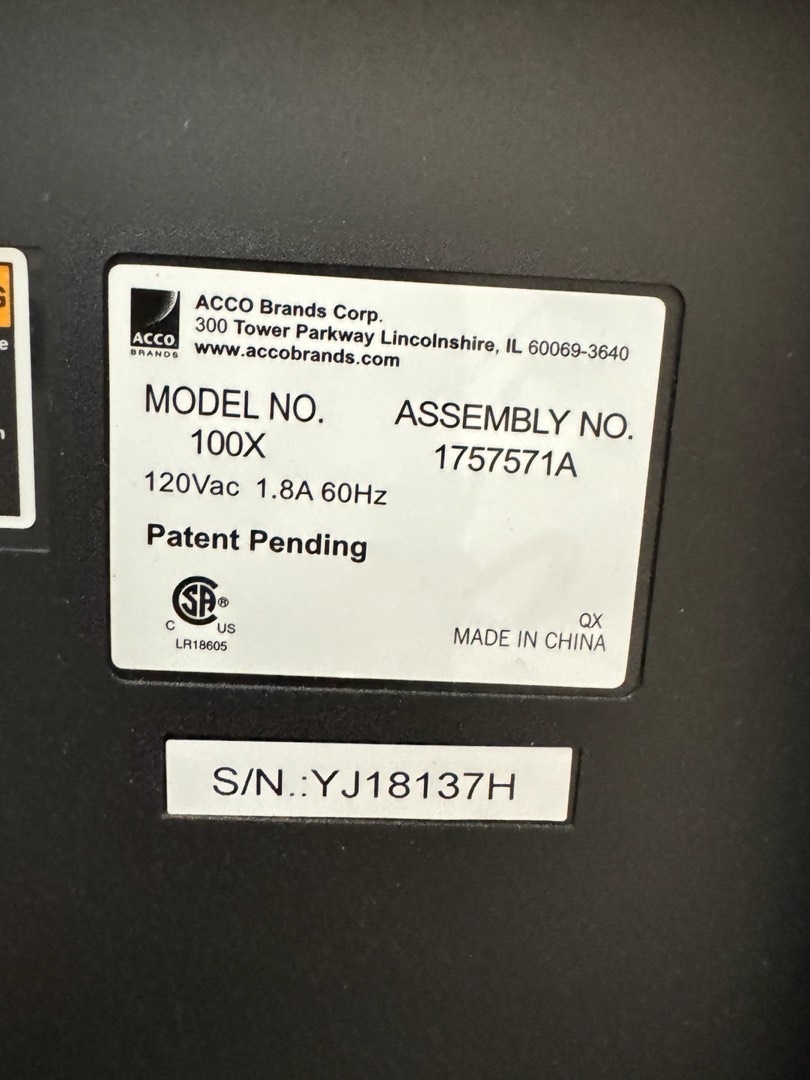 ACCO
BRANDS
ACCO Brands Corp.
300 Tower Parkway Lincolnshire, IL 60069-3640
www.accobrands.com
MODEL NO. ASSEMBLY NO.
100X 1757571A
120Vac 1.8A 60Hz
Patent Pending
SA®
C US
LR18605
QX
MADE IN CHINA
S/N.:YJ18137H